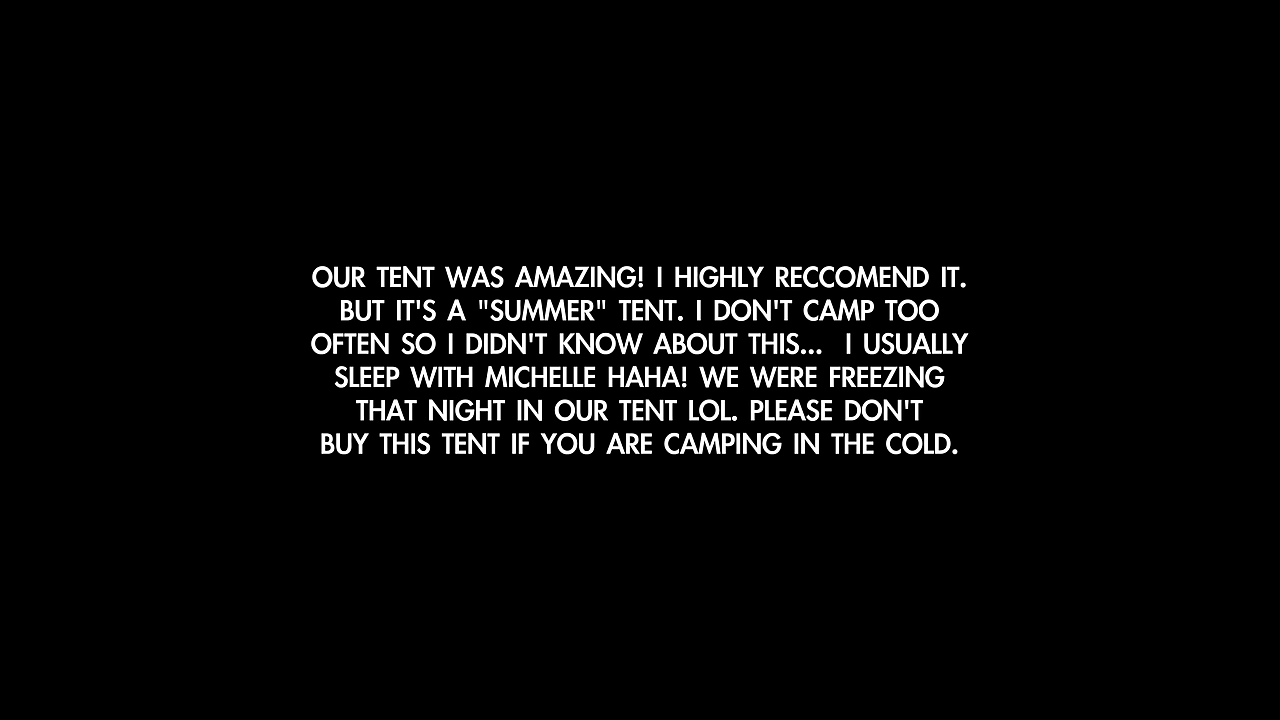 OUR TENT WAS AMAZING! I HIGHLY RECCOMEND IT.
BUT IT'S A "SUMMER" TENT. I DON'T CAMP TOO
OFTEN SO I DIDN'T KNOW ABOUT THIS...  I USUALLY
SLEEP WITH MICHELLE HAHA! WE WERE FREEZING
THAT NIGHT IN OUR TENT LOL. PLEASE DON'T
BUY THIS TENT IF YOU ARE CAMPING IN THE COLD.